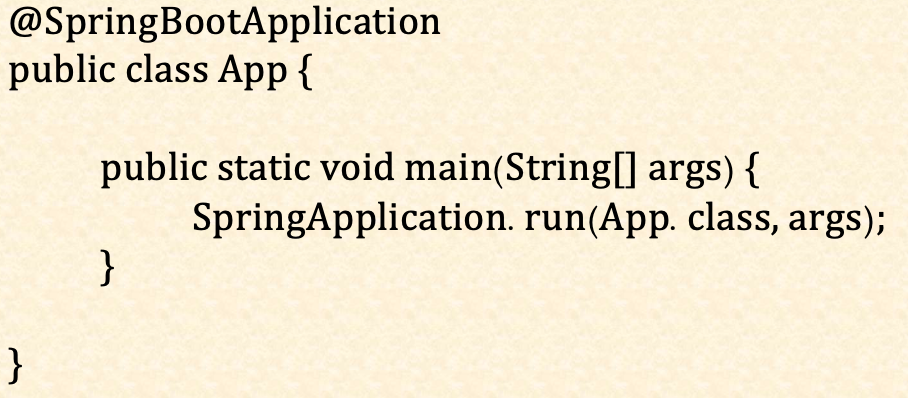 @SpringBootApplication
public class App {
public static void main(String[] args) {
SpringApplication. run(App. class, args);
}
}